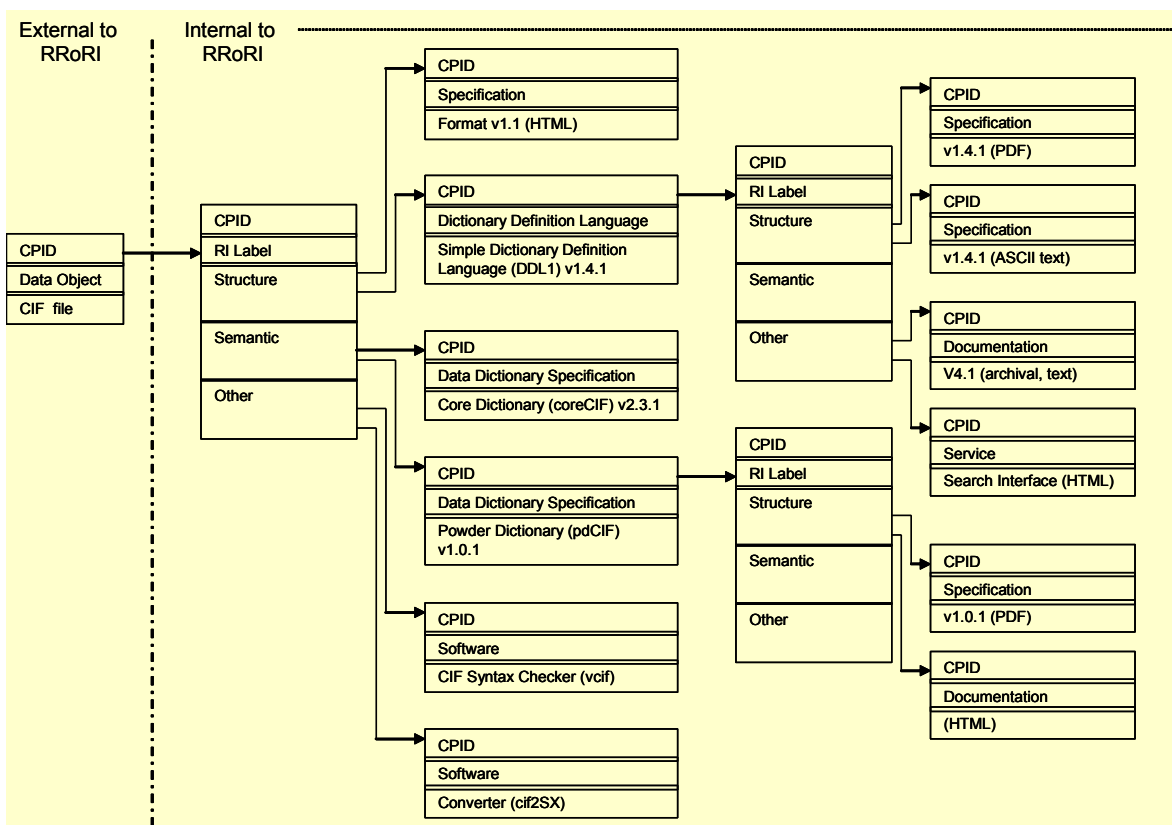 External to
RRoRI
Internal to
RRoRI
CPID
Data Object
CIF file
CPID
RI Label
Structure
Semantic
Other
CPID
Specification
Format v1.1 (HTML)
CPID
Dictionary Definition Language
Simple Dictionary Definition
Language (DDL1) v1.4.1
CPID
Data Dictionary Specification
Core Dictionary (coreCIF) v2.3.1
CPID
Data Dictionary Specification
Powder Dictionary (pdCIF)
v1.0.1
CPID
Software
CIF Syntax Checker (vcif)
CPID
Software
Converter (cif2SX)
CPID
RI Label
Structure
Semantic
Other
CPID
RI Label
Structure
Semantic
Other
CPID
Specification
v1.4.1 (PDF)
CPID
Specification
v1.4.1 (ASCII text)
CPID
Documentation
V4.1 (archival, text)
CPID
Service
Search Interface (HTML)
CPID
Specification
v1.0.1 (PDF)
CPID
Documentation
(HTML)